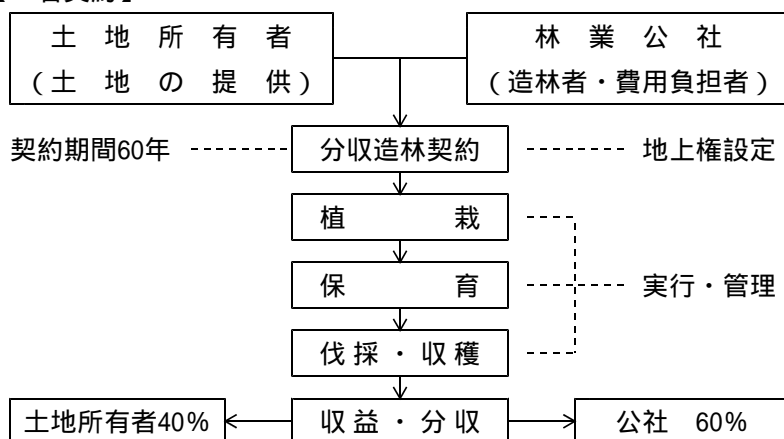 土地所有者
(土地の提供)
林業公社
(造林者・費用負担者)
契約期間60年
分収造林契約
地上権設定
植栽
保育
実行・管理
伐採・収穫
土地所有者40%
収益・分収
公社 60%